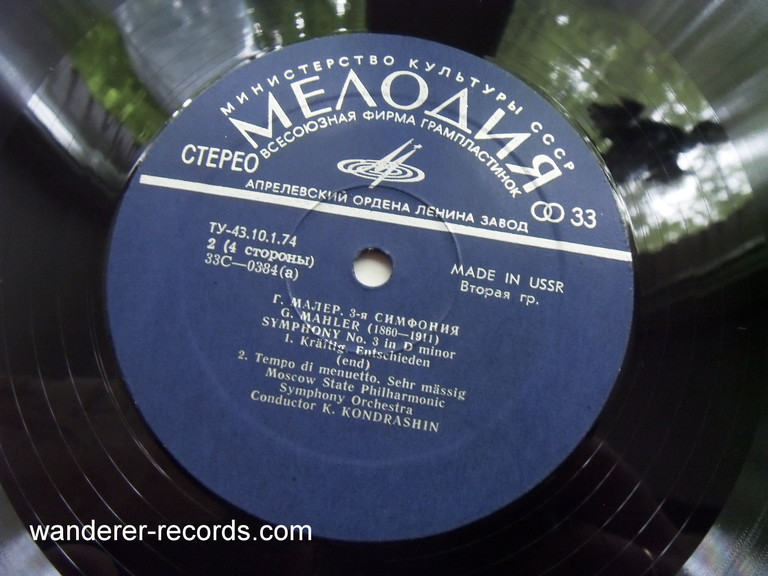 МИНИСТЕРСТВО КУЛЬТУРЫ СССР
МЕЛОДИЯ
ВСЕСОЮЗНАЯ ФИРМА ГРАМПЛАСТИНОК
СТЕРЕО
33
АПРЕЛЕВСКИЙ ОРДЕНА ЛЕНИНА ЗАВОД
ТУ-43.10.1.74
2 (4 стороны)
33С—0384(а)
MADE IN USSR
Вторая гр.
Г. МАЛЕР. 3-я СИМФОНИЯ
G. MAHLER (1860—1911)
SYMPHONY No. 3 in D minor
1. Kräftig. Entschieden
(end)
2. Tempo di menuetto. Sehr mässig
Moscow State Philharmonic
Symphony Orchestra
Conductor K. KONDRASHIN
wanderer-records.com